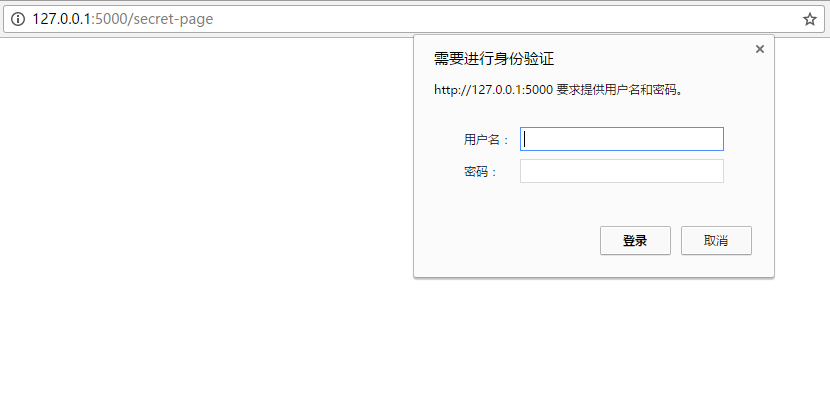 127.0.0.1:5000/secret-page
需要进行身份验证
http://127.0.0.1:5000 要求提供用户名和密码。
用户名：
密码：
登录 取消